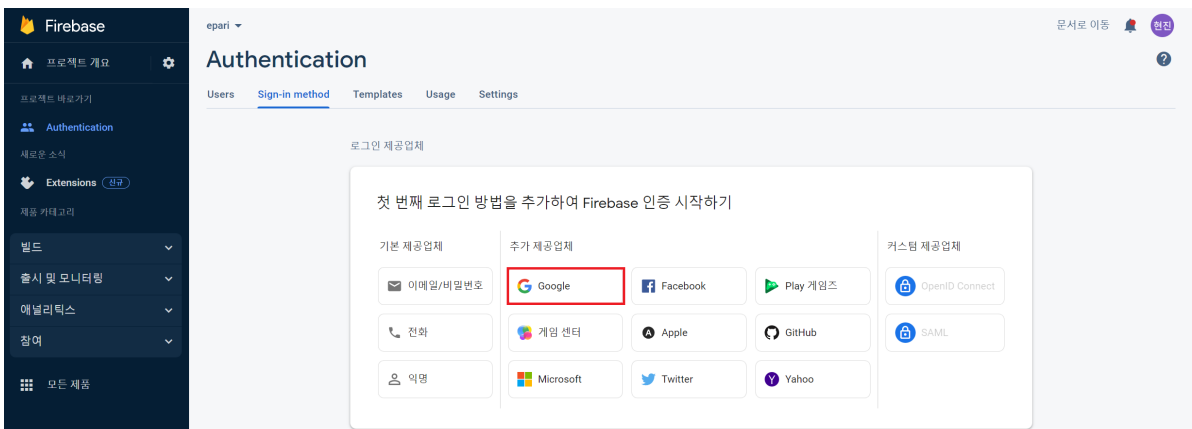 Firebase
epari
문서로 이동
현진
프로젝트 개요
Authentication
Users
Sign-in method
Templates
Usage
Settings
프로젝트 바로가기
Authentication
새로운 소식
Extensions 신규
제품 카테고리
빌드
출시 및 모니터링
애널리틱스
참여
모든 제품
로그인 제공업체
첫 번째 로그인 방법을 추가하여 Firebase 인증 시작하기
기본 제공업체
추가 제공업체
커스텀 제공업체
이메일/비밀번호
Google
Facebook
Play 게임즈
OpenID Connect
전화
게임 센터
Apple
GitHub
SAML
익명
Microsoft
Twitter
Yahoo